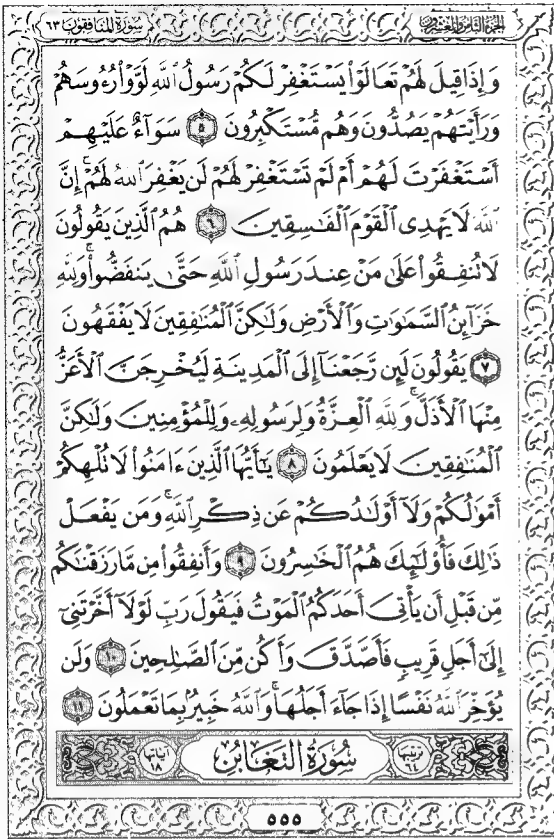 الجزء الثامن والعشرون سورة المنافقون ٦٣
وَإِذَا قِيلَ لَهُمْ تَعَالَوْا۟ يَسْتَغْفِرْ لَكُمْ رَسُولُ ٱللَّهِ لَوَّوْا۟ رُءُوسَهُمْ
وَرَأَيْتَهُمْ يَصُدُّونَ وَهُم مُّسْتَكْبِرُونَ ٥ سَوَآءٌ عَلَيْهِمْ
أَسْتَغْفَرْتَ لَهُمْ أَمْ لَمْ تَسْتَغْفِرْ لَهُمْ لَن يَغْفِرَ ٱللَّهُ لَهُمْ ۚ إِنَّ
ٱللَّهَ لَا يَهْدِى ٱلْقَوْمَ ٱلْفَـٰسِقِينَ ٦ هُمُ ٱلَّذِينَ يَقُولُونَ
لَا تُنفِقُوا۟ عَلَىٰ مَنْ عِندَ رَسُولِ ٱللَّهِ حَتَّىٰ يَنفَضُّوا۟ ۗ وَلِلَّهِ
خَزَآئِنُ ٱلسَّمَـٰوَٰتِ وَٱلْأَرْضِ وَلَـٰكِنَّ ٱلْمُنَـٰفِقِينَ لَا يَفْقَهُونَ
٧ يَقُولُونَ لَئِن رَّجَعْنَآ إِلَى ٱلْمَدِينَةِ لَيُخْرِجَنَّ ٱلْأَعَزُّ
مِنْهَا ٱلْأَذَلَّ ۚ وَلِلَّهِ ٱلْعِزَّةُ وَلِرَسُولِهِۦ وَلِلْمُؤْمِنِينَ وَلَـٰكِنَّ
ٱلْمُنَـٰفِقِينَ لَا يَعْلَمُونَ ٨ يَـٰٓأَيُّهَا ٱلَّذِينَ ءَامَنُوا۟ لَا تُلْهِكُمْ
أَمْوَٰلُكُمْ وَلَآ أَوْلَـٰدُكُمْ عَن ذِكْرِ ٱللَّهِ ۚ وَمَن يَفْعَلْ
ذَٰلِكَ فَأُو۟لَـٰٓئِكَ هُمُ ٱلْخَـٰسِرُونَ ٩ وَأَنفِقُوا۟ مِن مَّا رَزَقْنَـٰكُم
مِّن قَبْلِ أَن يَأْتِىَ أَحَدَكُمُ ٱلْمَوْتُ فَيَقُولَ رَبِّ لَوْلَآ أَخَّرْتَنِىٓ
إِلَىٰٓ أَجَلٍ قَرِيبٍ فَأَصَّدَّقَ وَأَكُن مِّنَ ٱلصَّـٰلِحِينَ ١٠ وَلَن
يُؤَخِّرَ ٱللَّهُ نَفْسًا إِذَا جَآءَ أَجَلُهَا ۚ وَٱللَّهُ خَبِيرٌۢ بِمَا تَعْمَلُونَ ١١
ترتيبها ٦٤ سُورَةُ التَّغَابُنِ آياتها ١٨
٥٥٥